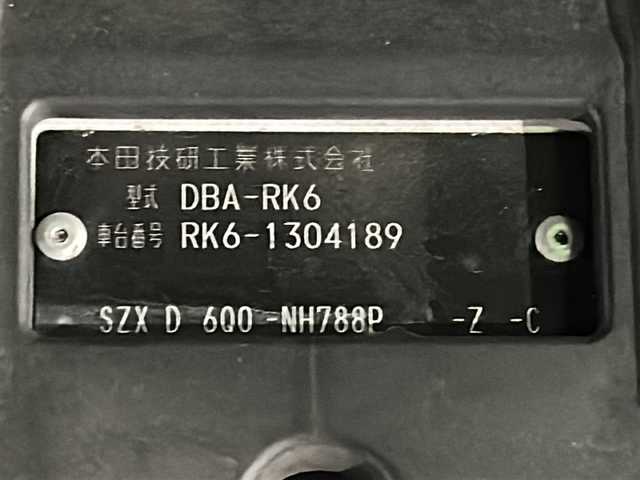 本田技研工業株式会社
型式 DBA-RK6
車台番号 RK6-1304189
SZX D 6Q0 -NH788P -Z -C